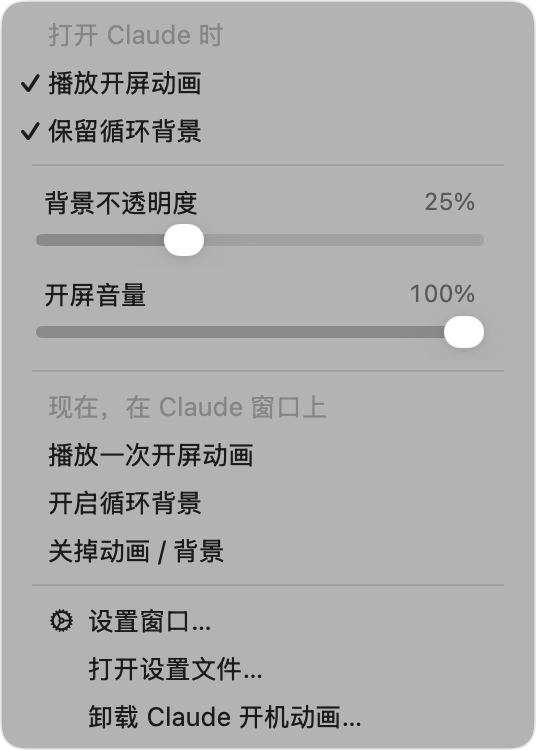 打开 Claude 时
播放开屏动画
保留循环背景
背景不透明度 25%
开屏音量 100%
现在，在 Claude 窗口上
播放一次开屏动画
开启循环背景
关掉动画 / 背景
设置窗口...
打开设置文件...
卸载 Claude 开机动画...